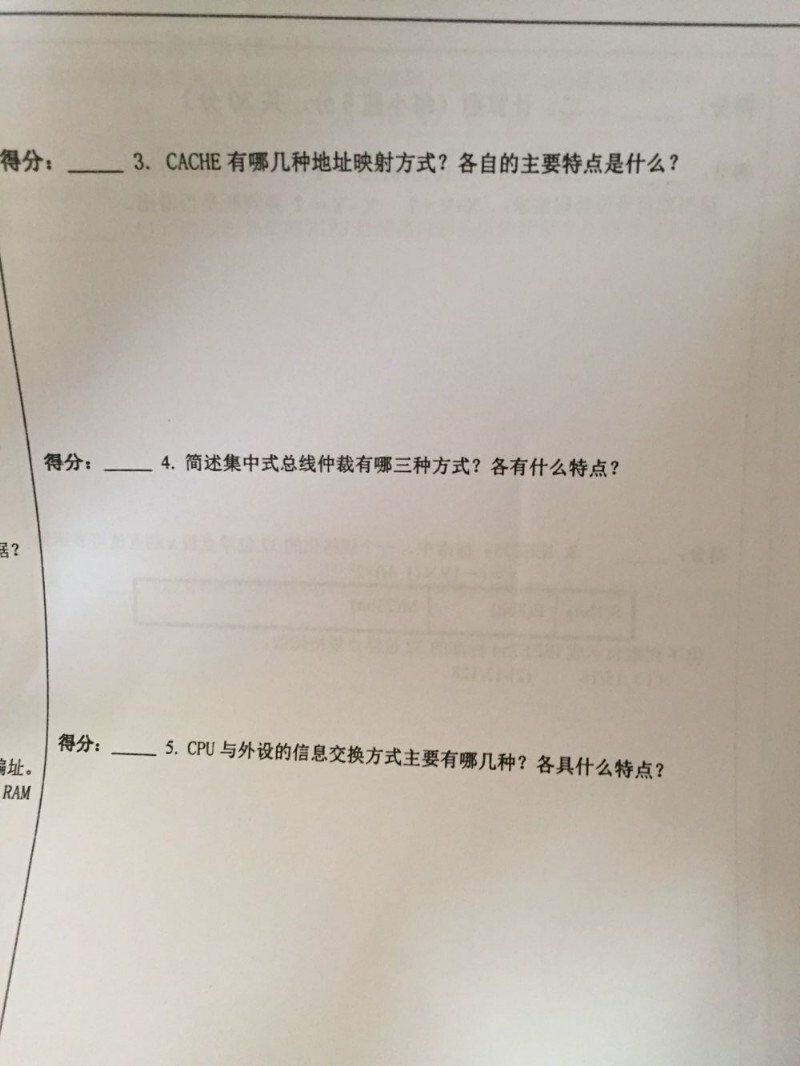 得分：_____ 3. CACHE 有哪几种地址映射方式？各自的主要特点是什么？
得分：_____ 4. 简述集中式总线仲裁有哪三种方式？各有什么特点？
？
得分：_____ 5. CPU 与外设的信息交换方式主要有哪几种？各具什么特点？
址。
RAM